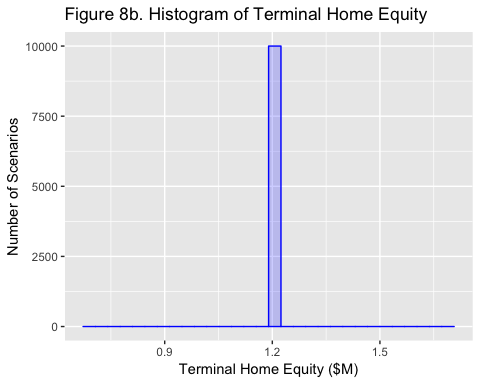 Figure 8b. Histogram of Terminal Home Equity
Number of Scenarios
10000
7500
5000
2500
0
0.9
1.2
1.5
Terminal Home Equity ($M)